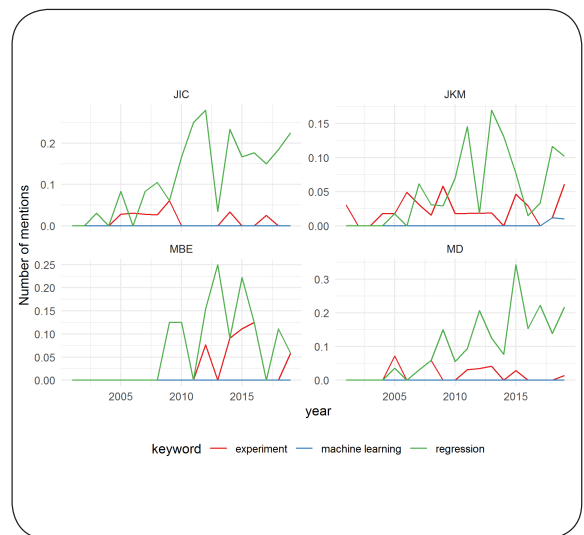 JIC JKM
0.2
0.1
0.0
0.15
0.10
0.05
0.00
Number of mentions
MBE MD
0.25
0.20
0.15
0.10
0.05
0.00
0.3
0.2
0.1
0.0
2005 2010 2015 2005 2010 2015
year
keyword experiment machine learning regression